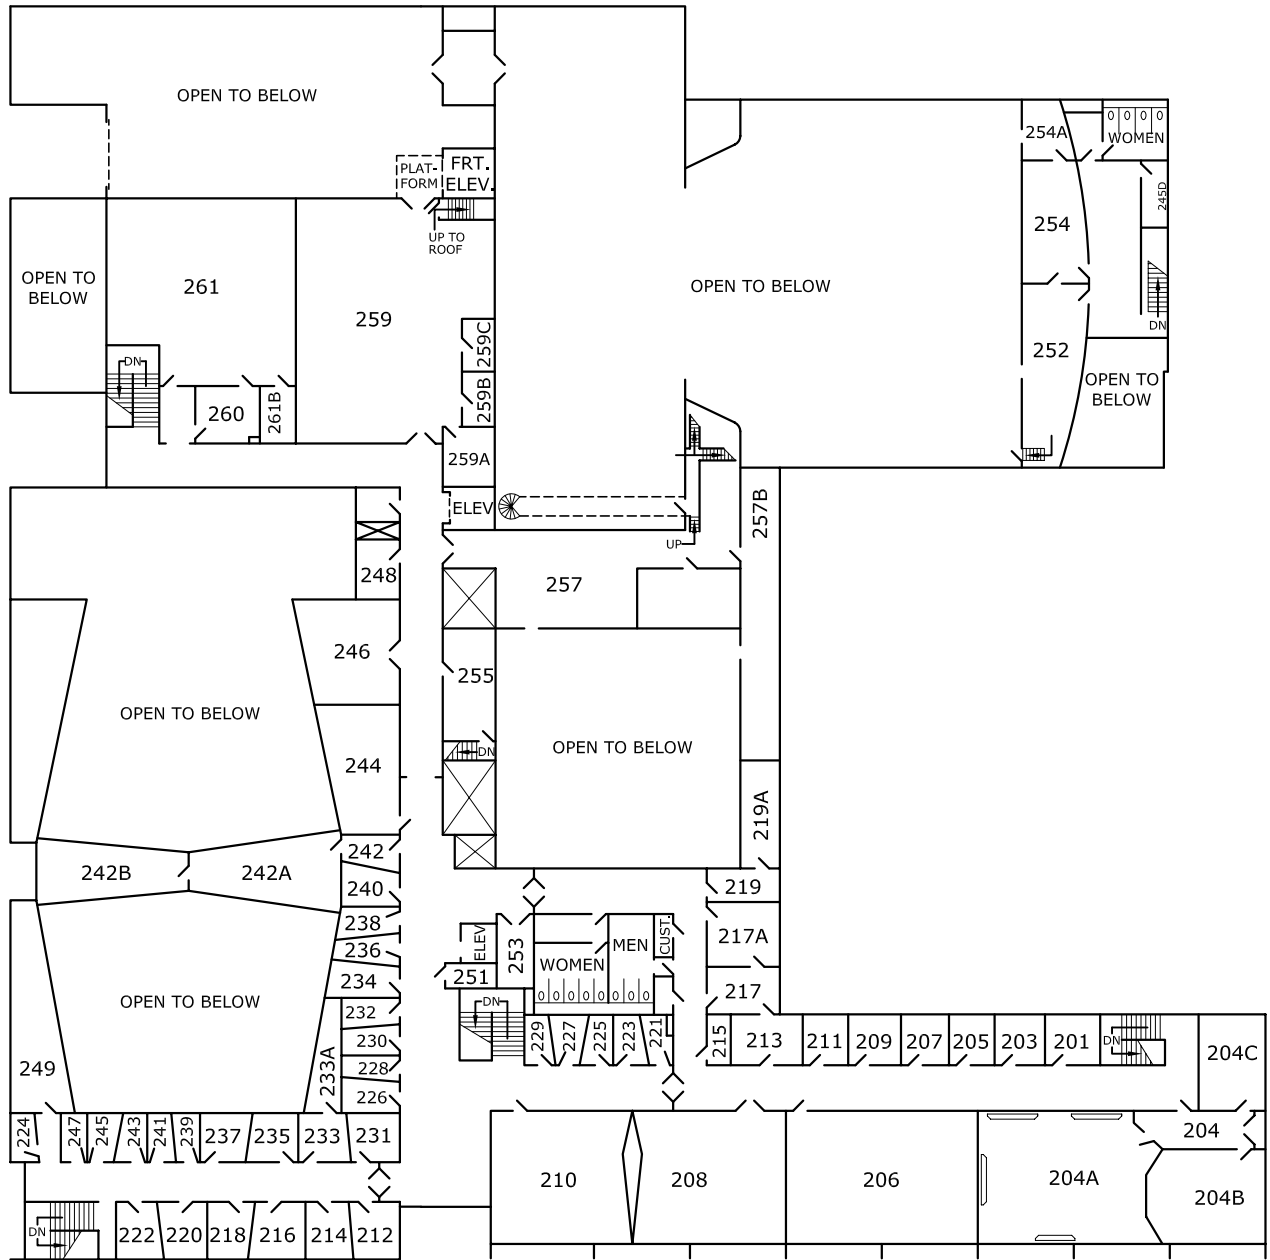 OPEN TO BELOW
254A
WOMEN
PLAT-
FORM
FRT.
ELEV.
245D
254
UP TO
ROOF
OPEN TO
BELOW
261
259
OPEN TO BELOW
DN
252
259C
DN
OPEN TO
BELOW
260
261B
259B
259A
ELEV
257B
UP
248
257
246
255
OPEN TO BELOW
OPEN TO BELOW
DN
244
219A
242
242B
242A
240
219
238
236
ELEV
253
MEN
CUST.
217A
WOMEN
251
234
217
OPEN TO BELOW
DN
232
230
229
227
225
223
221
215
213
211
209
207
205
203
201
DN
204C
249
233A
228
226
224
247
245
243
241
239
237
235
233
231
204
210
208
206
204A
204B
DN
222
220
218
216
214
212